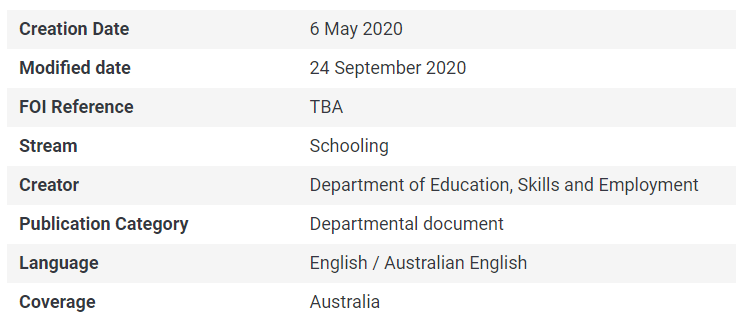 Creation Date 6 May 2020
Modified date 24 September 2020
FOI Reference TBA
Stream Schooling
Creator Department of Education, Skills and Employment
Publication Category Departmental document
Language English / Australian English
Coverage Australia